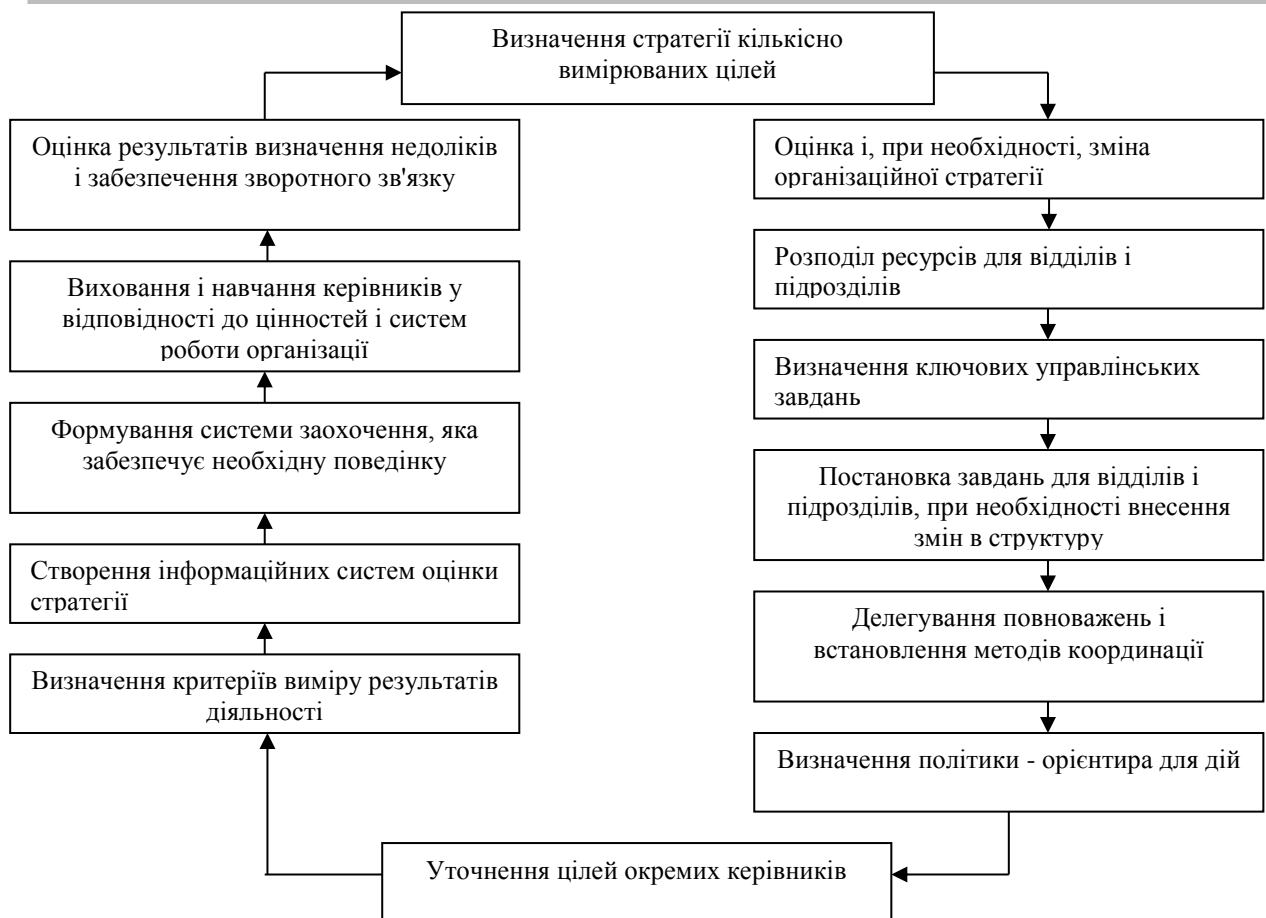 Визначення стратегії кількісно
вимірюваних цілей
Оцінка і, при необхідності, зміна
організаційної стратегії
Розподіл ресурсів для відділів і
підрозділів
Визначення ключових управлінських
завдань
Постановка завдань для відділів і
підрозділів, при необхідності внесення
змін в структуру
Делегування повноважень і
встановлення методів координації
Визначення політики - орієнтира для дій
Уточнення цілей окремих керівників
Визначення критеріїв виміру результатів
діяльності
Створення інформаційних систем оцінки
стратегії
Формування системи заохочення, яка
забезпечує необхідну поведінку
Виховання і навчання керівників у
відповідності до цінностей і систем
роботи організації
Оцінка результатів визначення недоліків
і забезпечення зворотного зв'язку